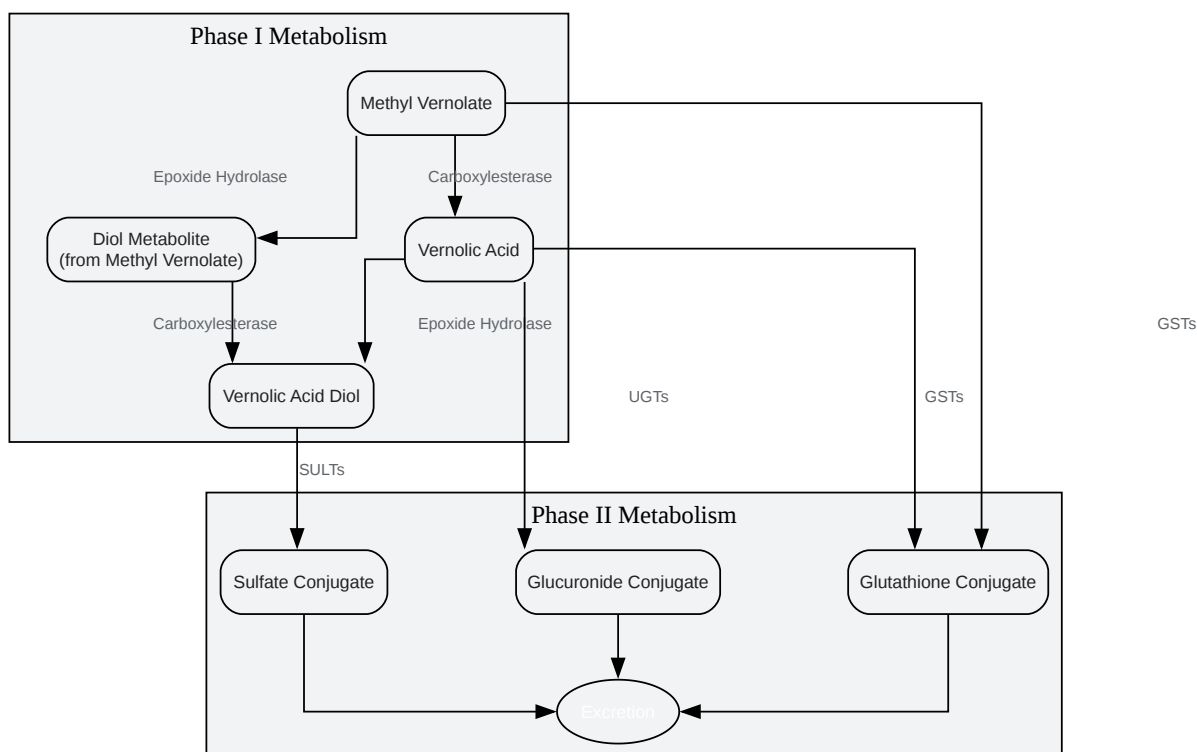 Phase I Metabolism
Methyl Vernolate
Epoxide Hydrolase
Carboxylesterase
Diol Metabolite
(from Methyl Vernolate)
Vernolic Acid
Carboxylesterase
Epoxide Hydrolase
GSTs
Vernolic Acid Diol
UGTs
GSTs
SULTs
Phase II Metabolism
Sulfate Conjugate
Glucuronide Conjugate
Glutathione Conjugate
Excretion